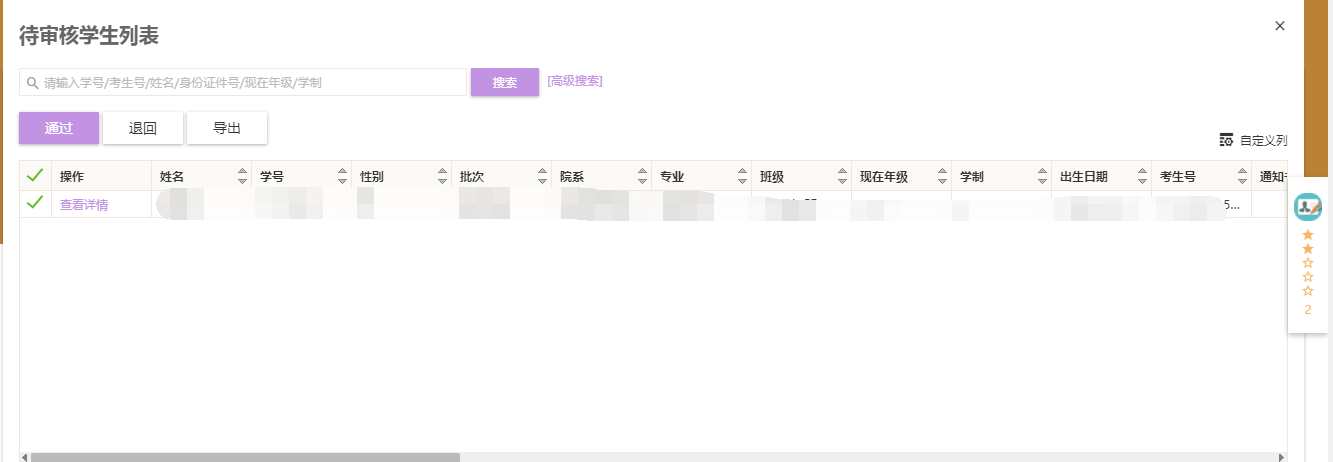 待审核学生列表
请输入学号/考生号/姓名/身份证件号/现在年级/学制
搜索
[高级搜索]
通过
退回
导出
自定义列
操作 姓名 学号 性别 批次 院系 专业 班级 现在年级 学制 出生日期 考生号 通知
查看详情
5...
2